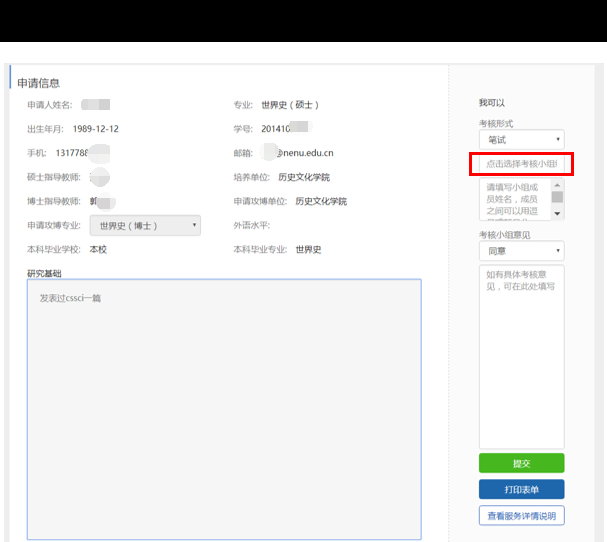 申请信息
申请人姓名:
专业: 世界史 ( 硕士 )
出生年月: 1989-12-12
学号: 201410
手机: 1317788
邮箱: @nenu.edu.cn
硕士指导教师:
培养单位: 历史文化学院
博士指导教师: 郭
申请攻博单位: 历史文化学院
申请攻博专业: 世界史 ( 博士 )
外语水平:
本科毕业学校: 本校
本科毕业专业: 世界史
研究基础
发表过cssci一篇
我可以
考核形式
笔试
点击选择考核小组
请填写小组成
员姓名 , 成员
之间可以用逗
考核小组意见
同意
如有具体考核意
见 , 可在此处填写
提交
打印表单
查看服务详情说明